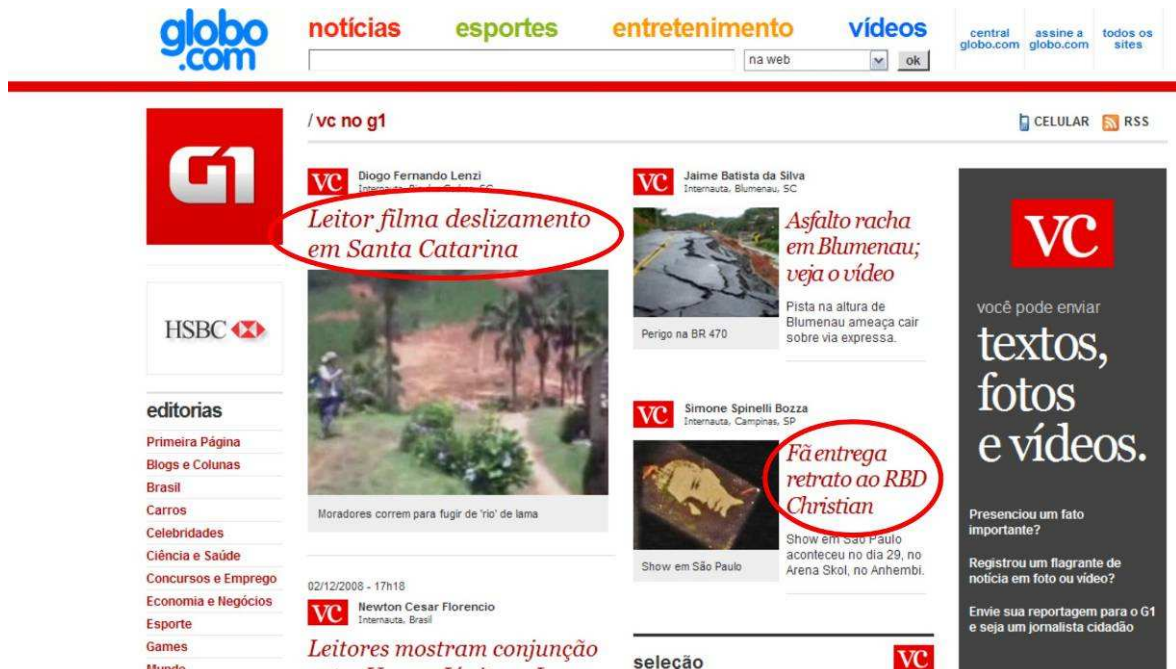 globo
.com
notícias esportes entretenimento vídeos
na web ok
central
globo.com
assine a
globo.com
todos os
sites
G1
/ vc no g1
CELULAR RSS
HSBC
editorias
Primeira Página
Blogs e Colunas
Brasil
Carros
Celebridades
Ciência e Saúde
Concursos e Emprego
Economia e Negócios
Esporte
Games
Mundo
VC Diogo Fernando Lenzi
Internauta,
Leitor filma deslizamento
em Santa Catarina
Moradores correm para fugir de 'rio' de lama
02/12/2008 - 17h18
VC Newton Cesar Florencio
Internauta, Brasil
Leitores mostram conjunção
VC Jaime Batista da Silva
Internauta, Blumenau, SC
Asfalto racha
em Blumenau;
veja o vídeo
Pista na altura de
Blumenau ameaça cair
sobre via expressa.
Perigo na BR 470
VC Simone Spinelli Bozza
Internauta, Campinas, SP
Fã entrega
retrato ao RBD
Christian
Show em São Paulo
aconteceu no dia 29, no
Arena Skol, no Anhembi.
Show em São Paulo
seleção VC
VC
você pode enviar
textos,
fotos
e vídeos.
Presenciou um fato
importante?
Registrou um flagrante de
notícia em foto ou vídeo?
Envie sua reportagem para o G1
e seja um jornalista cidadão